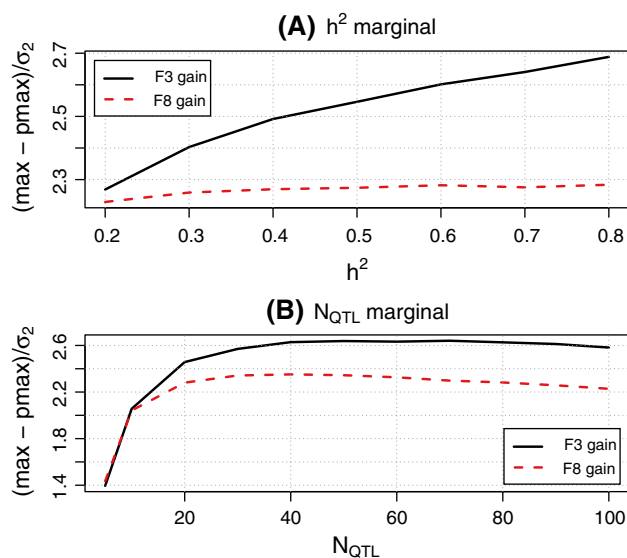 (A) h² marginal
(max − pmax)/σ₂
2.7
2.5
2.3
F3 gain
F8 gain
0.2 0.3 0.4 0.5 0.6 0.7 0.8
h²
(B) N_QTL marginal
(max − pmax)/σ₂
2.6
2.2
1.8
1.4
F3 gain
F8 gain
20 40 60 80 100
N_QTL